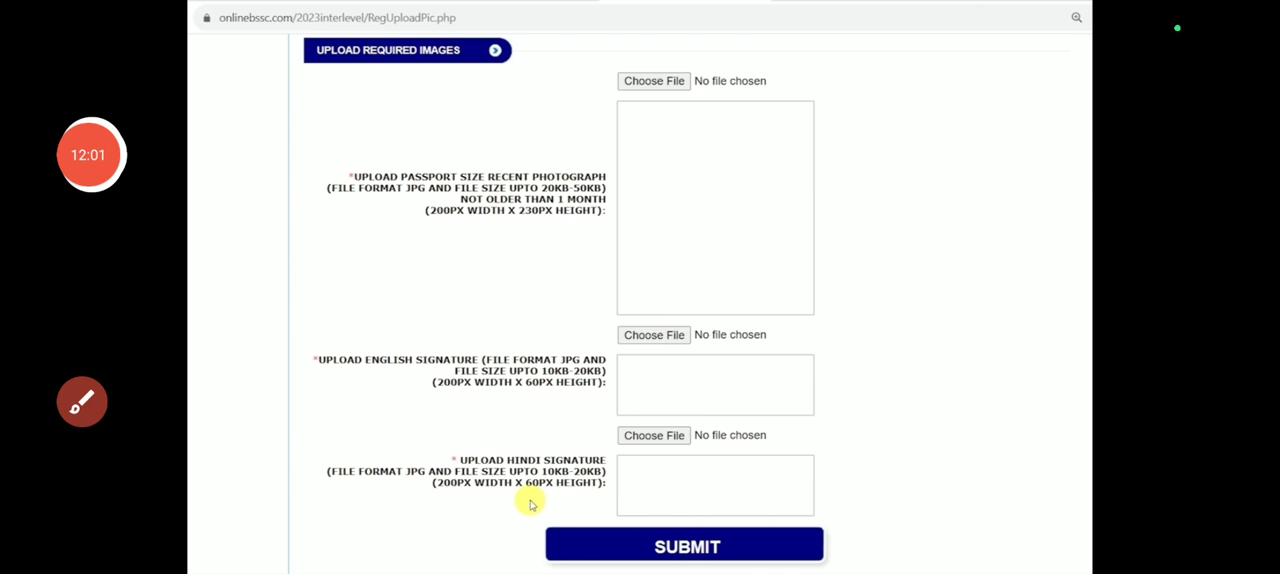 onlinebssc.com/2023interlevel/RegUploadPic.php
UPLOAD REQUIRED IMAGES
Choose File No file chosen
12:01
*UPLOAD PASSPORT SIZE RECENT PHOTOGRAPH
(FILE FORMAT JPG AND FILE SIZE UPTO 20KB-50KB)
NOT OLDER THAN 1 MONTH
(200PX WIDTH X 230PX HEIGHT):
Choose File No file chosen
*UPLOAD ENGLISH SIGNATURE (FILE FORMAT JPG AND
FILE SIZE UPTO 10KB-20KB)
(200PX WIDTH X 60PX HEIGHT):
Choose File No file chosen
* UPLOAD HINDI SIGNATURE
(FILE FORMAT JPG AND FILE SIZE UPTO 10KB-20KB)
(200PX WIDTH X 60PX HEIGHT):
SUBMIT